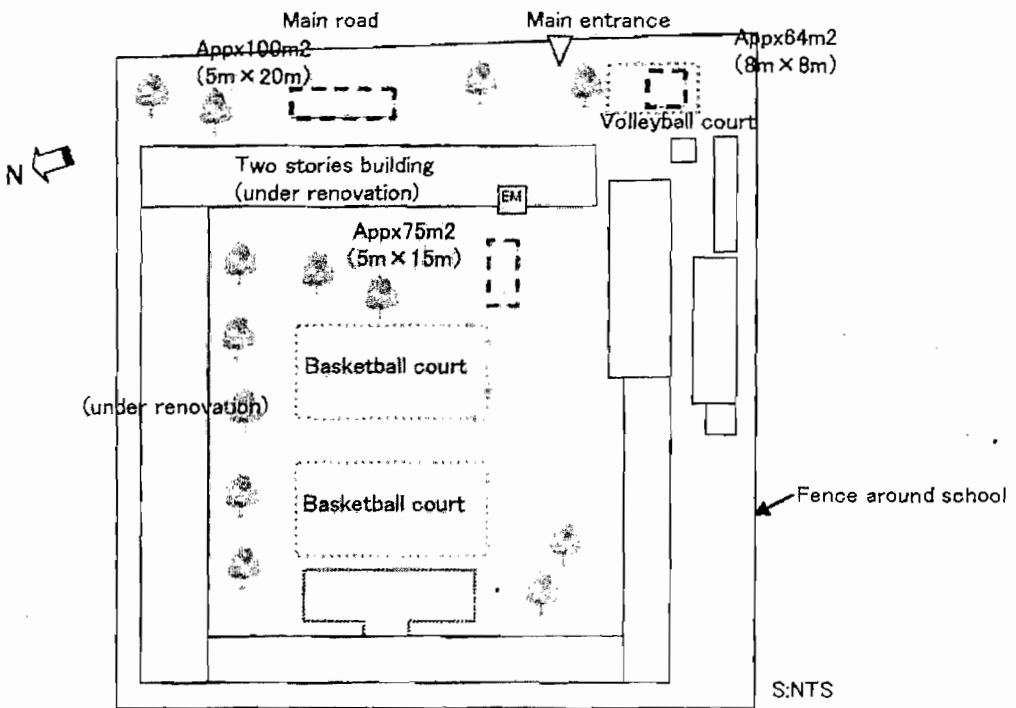 Main road
Main entrance
Appx100m2
(5m×20m)
Appx64m2
(8m×8m)
Volleyball court
N
Two stories building
(under renovation)
EM
Appx75m2
(5m×15m)
Basketball court
(under renovation)
Basketball court
Fence around school
S:NTS